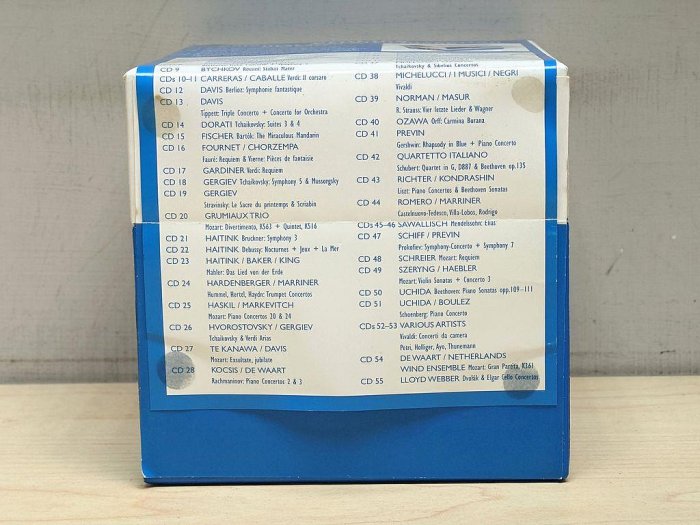 CD 9 BYTCHKOV Rossini: Stabat Mater
CDs 10–11 CARRERAS / CABALLE Verdi: Il corsaro
CD 12 DAVIS Berlioz: Symphonie fantastique
CD 13 DAVIS
Tippett: Triple Concerto + Concerto for Orchestra
CD 14 DORATI Tchaikovsky: Suites 3 & 4
CD 15 FISCHER Bartók: The Miraculous Mandarin
CD 16 FOURNET / CHORZEMPA
Fauré: Requiem & Vierne: Pièces de fantaisie
CD 17 GARDINER Verdi: Requiem
CD 18 GERGIEV Tchaikovsky: Symphony 5 & Mussorgsky
CD 19 GERGIEV
Stravinsky: Le Sacre du printemps & Scriabin
CD 20 GRUMIAUX TRIO
Mozart: Divertimento, K563 + Quintet, K516
CD 21 HAITINK Bruckner: Symphony 3
CD 22 HAITINK Debussy: Nocturnes + Jeux + La Mer
CD 23 HAITINK / BAKER / KING
Mahler: Das Lied von der Erde
CD 24 HARDENBERGER / MARRINER
Hummel, Hertel, Haydn: Trumpet Concertos
CD 25 HASKIL / MARKEVITCH
Mozart: Piano Concertos 20 & 24
CD 26 HVOROSTOVSKY / GERGIEV
Tchaikovsky & Verdi Arias
CD 27 TE KANAWA / DAVIS
Mozart: Exsultate, jubilate
CD 28 KOCSIS / DE WAART
Rachmaninov: Piano Concertos 2 & 3
Tchaikovsky & Sibelius Concertos
CD 38 MICHELUCCI / I MUSICI / NEGRI
Vivaldi
CD 39 NORMAN / MASUR
R. Strauss: Vier letzte Lieder & Wagner
CD 40 OZAWA Orff: Carmina Burana
CD 41 PREVIN
Gershwin: Rhapsody in Blue + Piano Concerto
CD 42 QUARTETTO ITALIANO
Schubert: Quartet in G, D887 & Beethoven op.135
CD 43 RICHTER / KONDRASHIN
Liszt: Piano Concertos & Beethoven Sonatas
CD 44 ROMERO / MARRINER
Castelnuovo-Tedesco, Villa-Lobos, Rodrigo
CDs 45–46 SAWALLISCH Mendelssohn: Elias
CD 47 SCHIFF / PREVIN
Prokofiev: Symphony-Concerto + Symphony 7
CD 48 SCHREIER Mozart: Requiem
CD 49 SZERYNG / HAEBLER
Mozart: Violin Sonatas + Concerto 3
CD 50 UCHIDA Beethoven: Piano Sonatas opp.109–111
CD 51 UCHIDA / BOULEZ
Schoenberg: Piano Concerto
CDs 52–53 VARIOUS ARTISTS
Vivaldi: Concerti da camera
Petri, Holliger, Ayo, Thunemann
CD 54 DE WAART / NETHERLANDS
WIND ENSEMBLE Mozart: Gran Partita, K361
CD 55 LLOYD WEBBER Dvořák & Elgar Cello Concertos